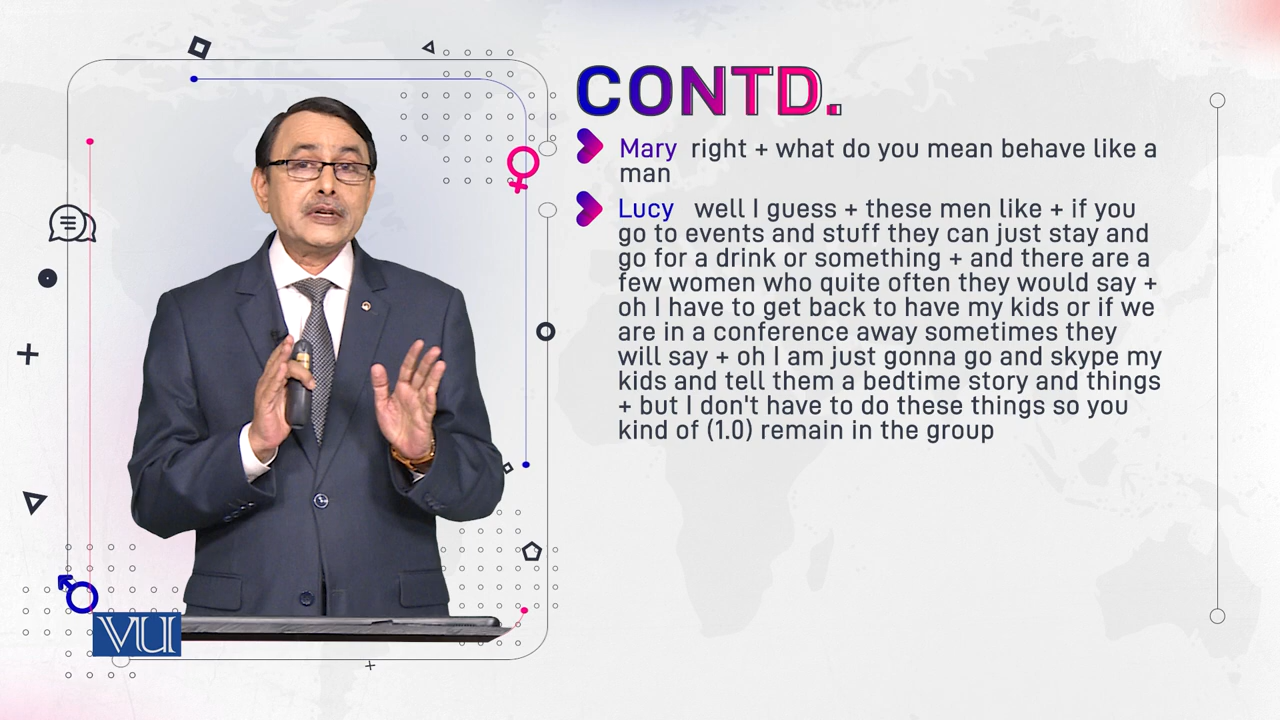 CONTD.
Mary right + what do you mean behave like a
man
Lucy well I guess + these men like + if you
go to events and stuff they can just stay and
go for a drink or something + and there are a
few women who quite often they would say +
oh I have to get back to have my kids or if we
are in a conference away sometimes they
will say + oh I am just gonna go and skype my
kids and tell them a bedtime story and things
+ but I don't have to do these things so you
kind of (1.0) remain in the group
VU